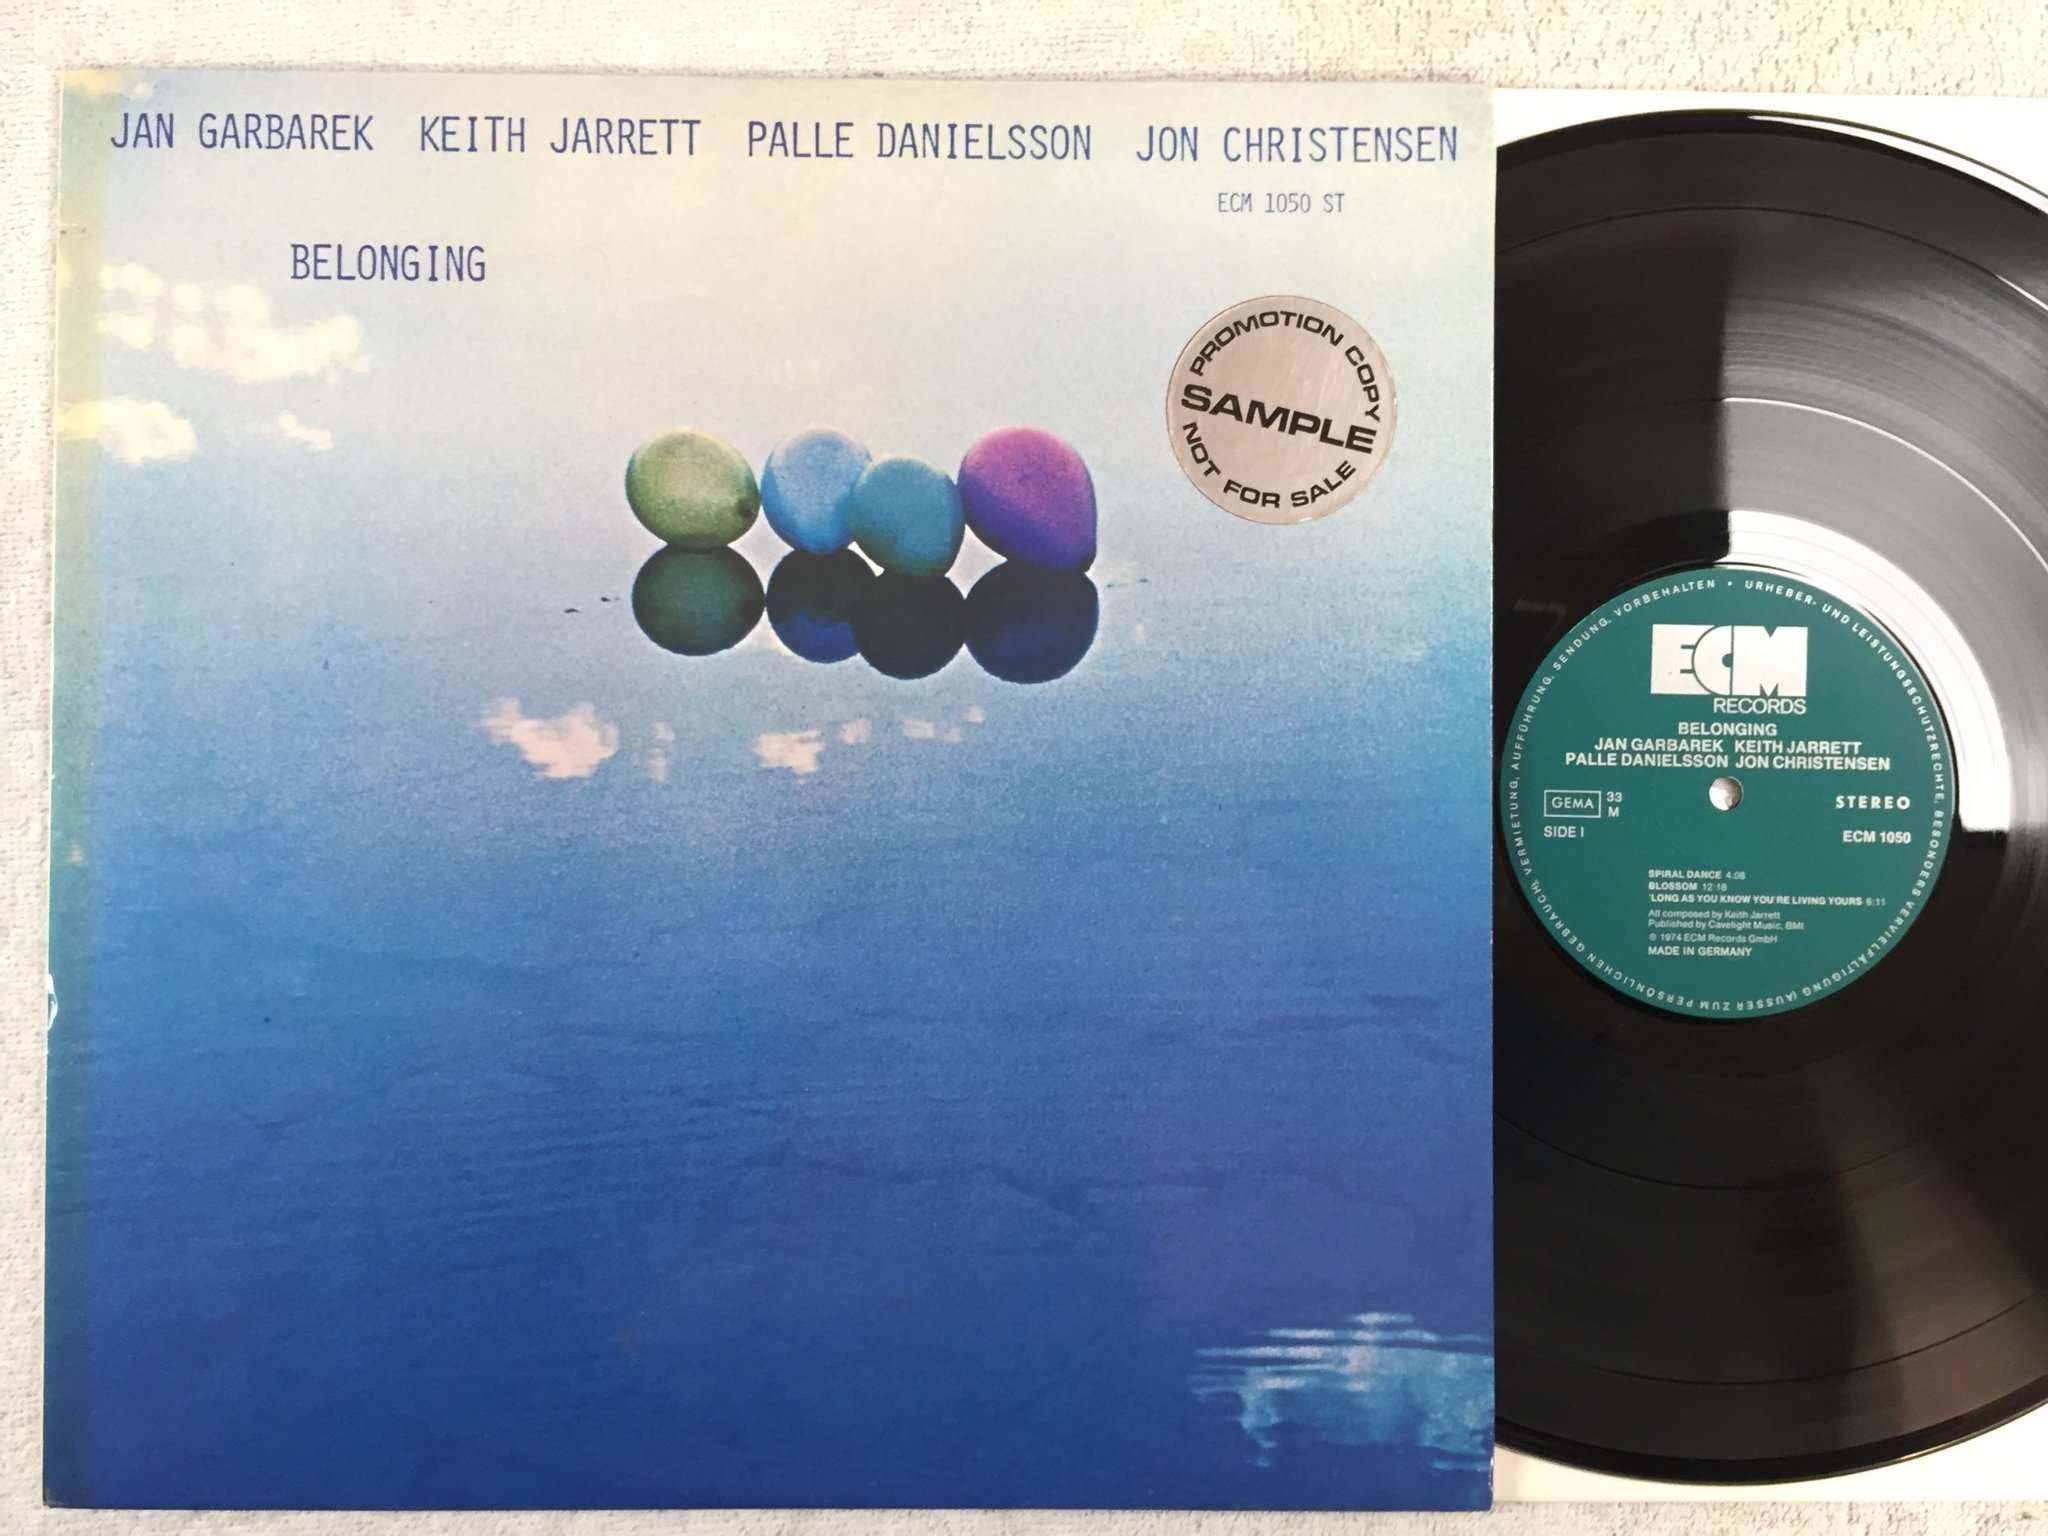 JAN GARBAREK KEITH JARRETT PALLE DANIELSSON JON CHRISTENSEN
ECM 1050 ST
BELONGING
PROMOTION COPY
SAMPLE
NOT FOR SALE
ECM
RECORDS
BELONGING
JAN GARBAREK KEITH JARRETT
PALLE DANIELSSON JON CHRISTENSEN
GEMA 33
M
STEREO
SIDE I
ECM 1050
SPIRAL DANCE 4:08
BLOSSOM 12:18
'LONG AS YOU KNOW YOU'RE LIVING YOURS 6:11
All composed by Keith Jarrett
Published by Cavelight Music, BMI
℗ 1974 ECM Records GmbH
MADE IN GERMANY
URHEBER- UND LEISTUNGSSCHUTZRECHTE, BESONDERS VERVIELFÄLTIGUNG (AUSSER ZUM PERSÖNLICHEN GEBRAUCH), VERMIETUNG, AUFFÜHRUNG, SENDUNG, VORBEHALTEN •